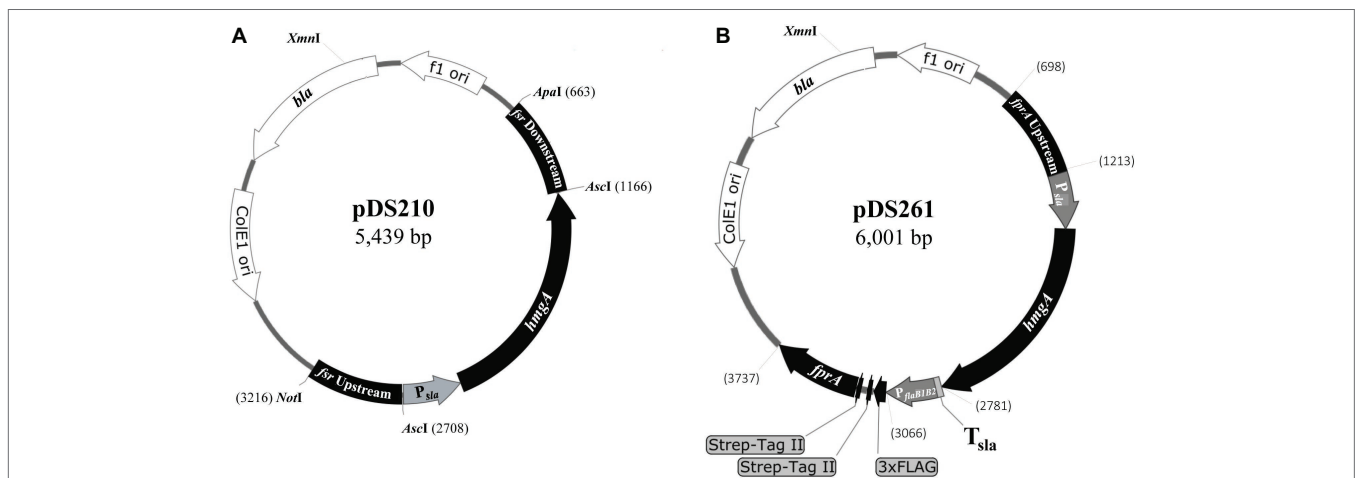 A
XmnI
f1 ori
bla
ApaI (663)
fsr Downstream
AscI (1166)
pDS210
5,439 bp
ColE1 ori
hmgA
fsr Upstream
Psla
(3216) NotI
AscI (2708)
B
XmnI
f1 ori
(698)
bla
fprA Upstream
(1213)
Psla
pDS261
6,001 bp
ColE1 ori
hmgA
(3737)
fprA
PflaB1B2
(2781)
(3066)
Tsla
Strep-Tag II
Strep-Tag II
3xFLAG